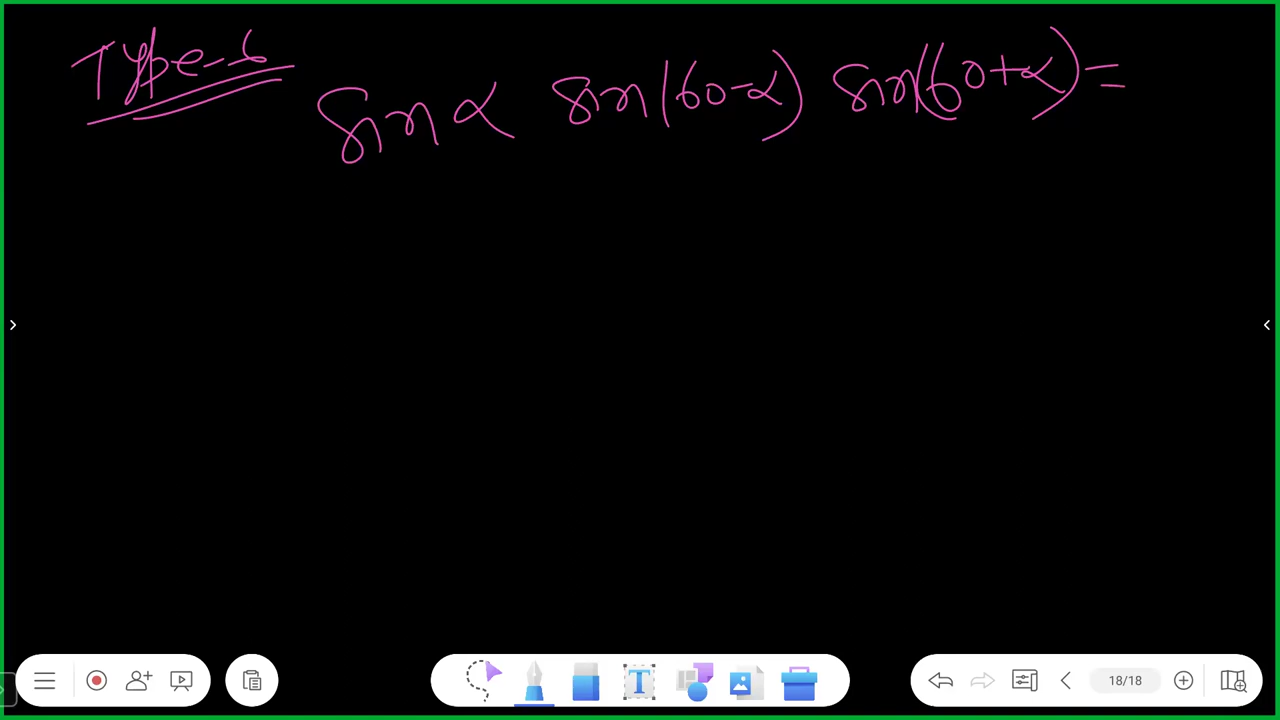 Type-6
sin α sin(60-α) sin(60+α) =
18/18